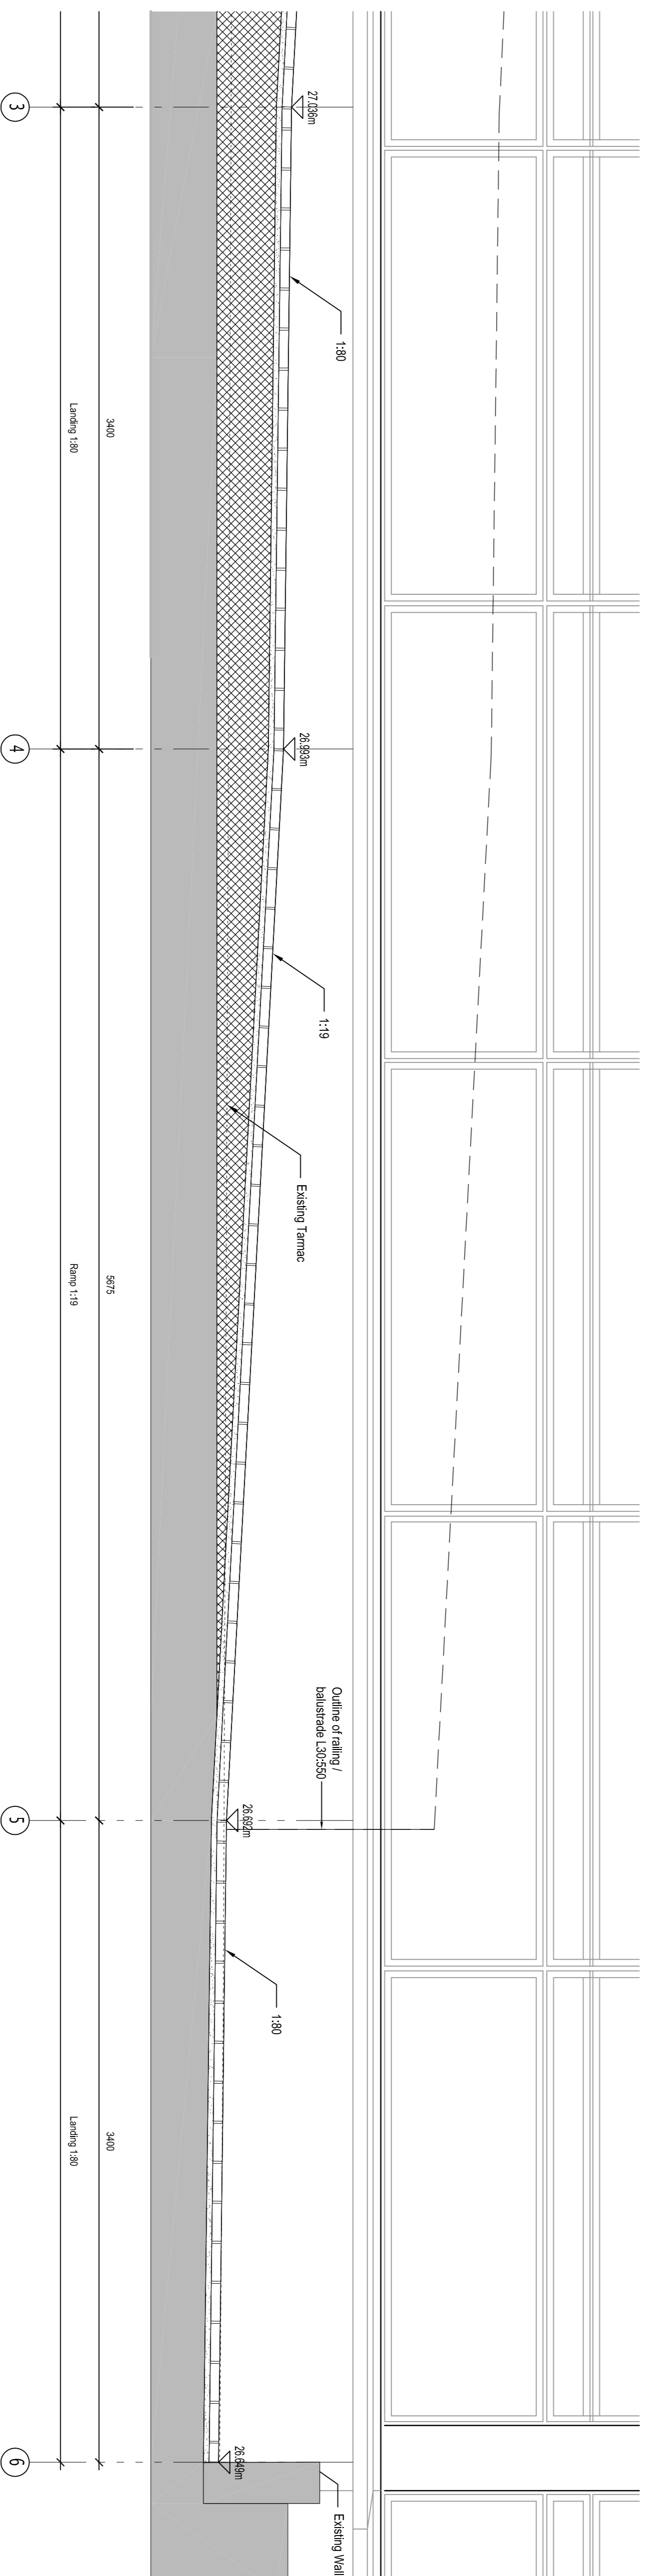 27.036m
1:80
26.993m
1:19
Existing Tarmac
Outline of railing /
balustrade L30:550
26.692m
1:80
26.649m
Existing Wall
3400
5675
3400
Landing 1:80
Ramp 1:19
Landing 1:80
3
4
5
6